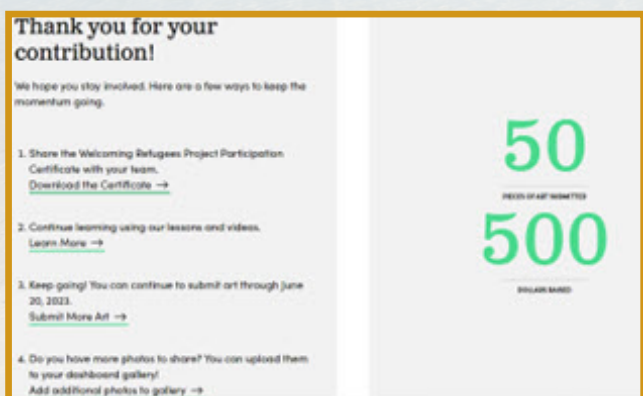 Thank you for your
contribution!
We hope you stay involved. Here are a few ways to keep the
momentum going.
1. Share the Welcoming Refugees Project Participation
Certificate with your team.
Download the Certificate →
2. Continue learning using our lessons and videos.
Learn More →
3. Keep going! You can continue to submit art through June
20, 2023.
Submit More Art →
4. Do you have more photos to share? You can upload them
to your dashboard gallery!
Add additional photos to gallery →
50
PIECES OF ART SUBMITTED
500
DOLLARS RAISED